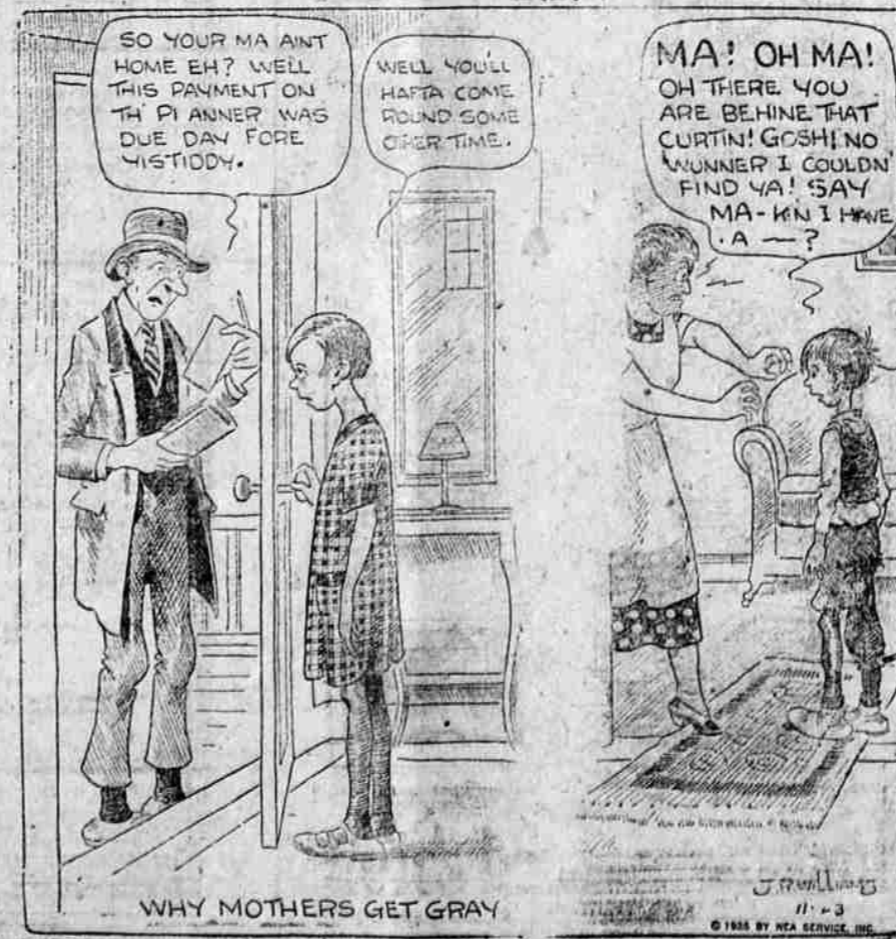 SO YOUR MA AINT
HOME EH? WELL
THIS PAYMENT ON
TH' PI ANNER WAS
DUE DAY FORE
YISTIDDY.
WELL YOU'LL
HAFTA COME
ROUND SOME
OTHER TIME.
MA! OH MA!
OH THERE YOU
ARE BEHINE THAT
CURTIN! GOSH! NO
WUNNER I COULDN'
FIND YA! SAY
MA-KIN I HAVE
A —?
WHY MOTHERS GET GRAY
J.R.Williams
© 1925 BY NEA SERVICE, INC.